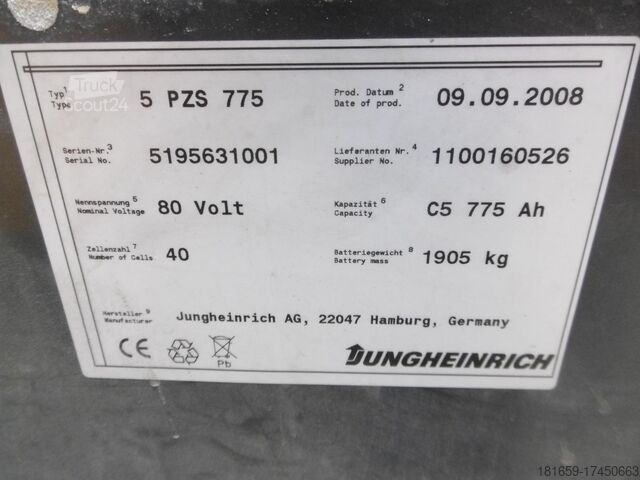 Typ 1 5 PZS 775 Prod. Datum 2 09.09.2008
Type Date of prod.
Truck
Scout24
Serien-Nr. 3 5195631001 Lieferanten Nr. 4 1100160526
Serial No. Supplier No.
Nennspannung 5 80 Volt Kapazität 6 C5 775 Ah
Nominal Voltage Capacity
Zellenzahl 7 40 Batteriegewicht 8 1905 kg
Number of Cells Battery mass
Hersteller 9 Jungheinrich AG, 22047 Hamburg, Germany
Manufacturer
CE Pb JUNGHEINRICH
181659-17450663